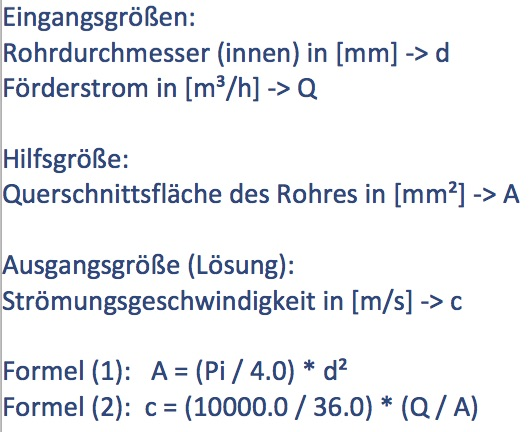 Eingangsgrößen:
Rohrdurchmesser (innen) in [mm] -> d
Förderstrom in [m³/h] -> Q
Hilfsgröße:
Querschnittsfläche des Rohres in [mm²] -> A
Ausgangsgröße (Lösung):
Strömungsgeschwindigkeit in [m/s] -> c
Formel (1):   A = (Pi / 4.0) * d²
Formel (2):  c = (10000.0 / 36.0) * (Q / A)